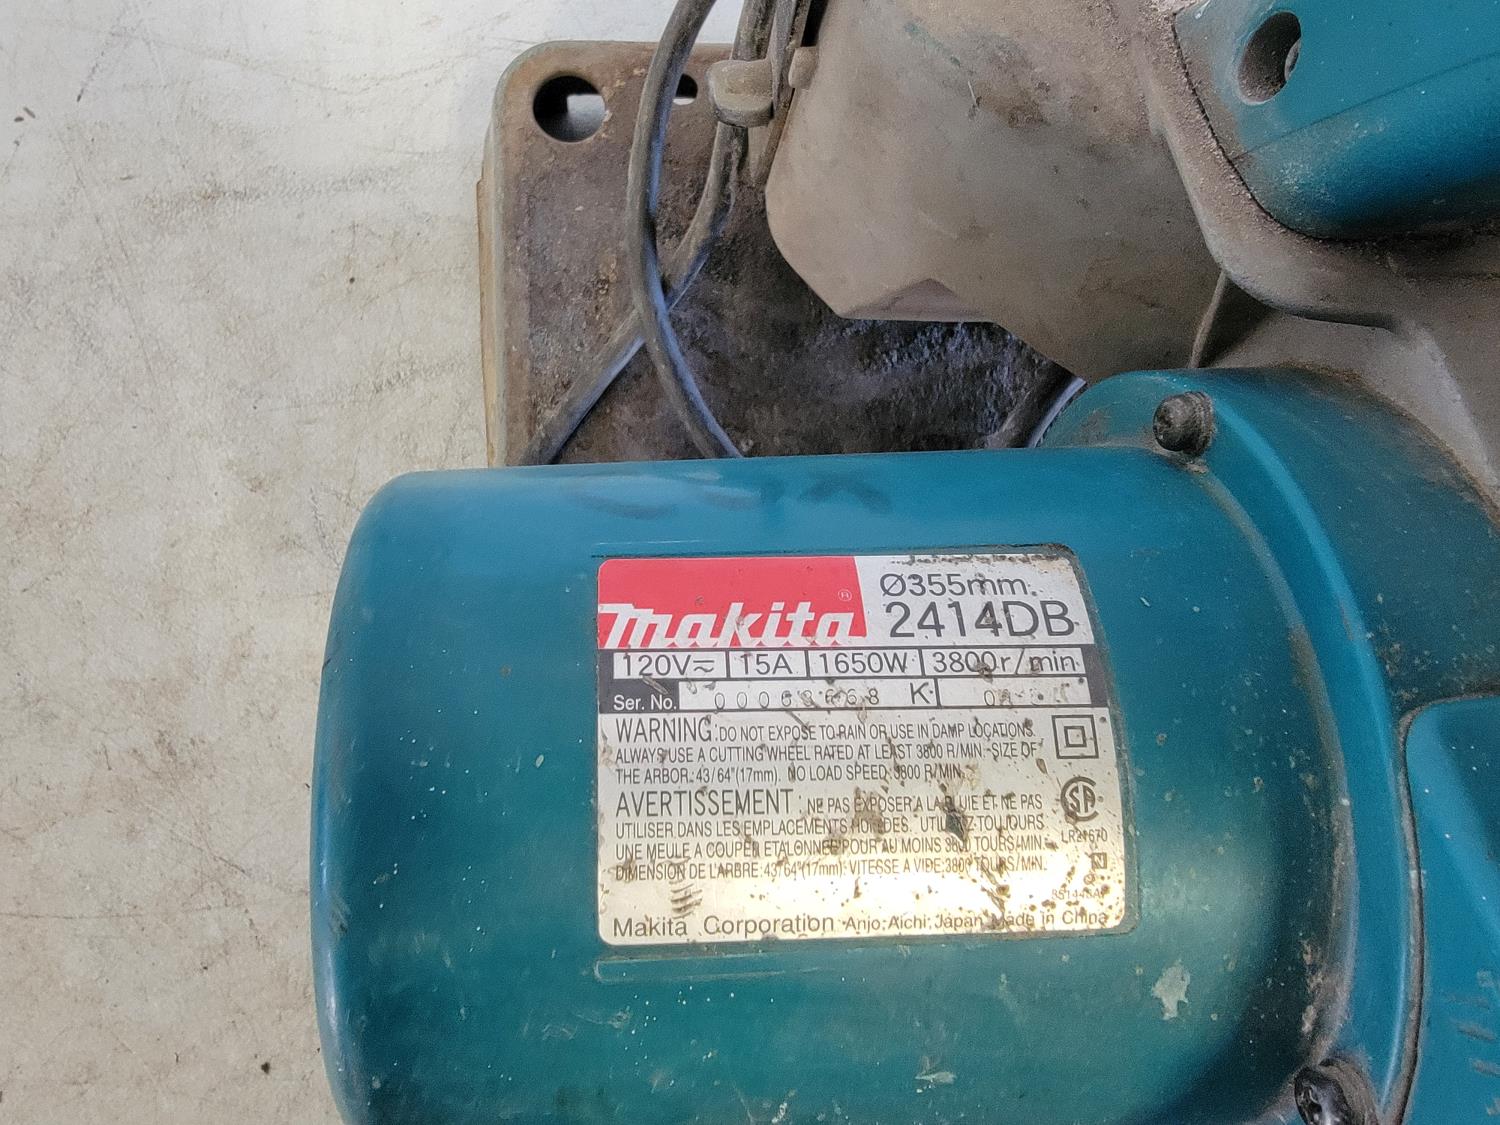 makita ®
Ø355mm
2414DB
120V⎓ 15A 1650W 3800r/min
Ser. No. K
WARNING: DO NOT EXPOSE TO RAIN OR USE IN DAMP LOCATIONS.
ALWAYS USE A CUTTING WHEEL RATED AT LEAST 3800 R/MIN. SIZE OF
THE ARBOR: 43/64"(17mm). NO LOAD SPEED: 3800 R/MIN.
AVERTISSEMENT : NE PAS EXPOSER A LA PLUIE ET NE PAS
UTILISER DANS LES EMPLACEMENTS HUMIDES. UTILISEZ TOUJOURS
UNE MEULE A COUPER ETALONNEE POUR AU MOINS 3800 TOURS/MIN.
DIMENSION DE L'ARBRE: 43/64"(17mm). VITESSE A VIDE: 3800 TOURS/MIN.
LR21670
Makita Corporation Anjo, Aichi, Japan Made in China